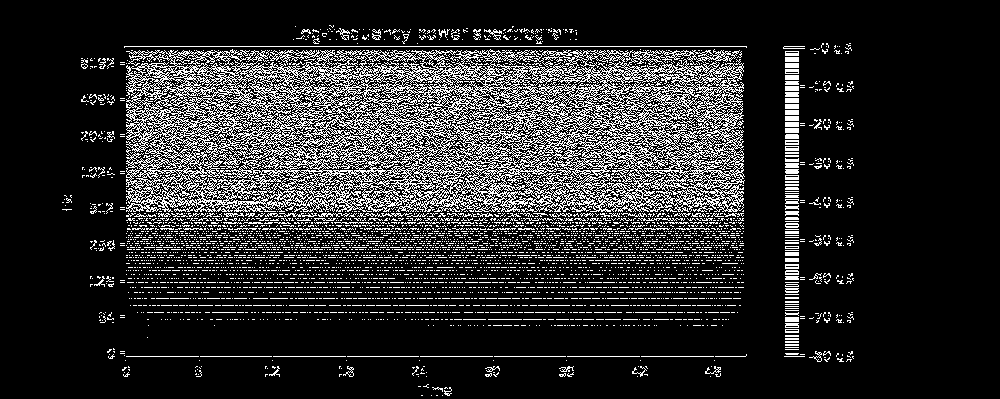 Log-frequency power spectrogram
8192
4096
2048
1024
512
256
128
64
0
Hz
0
6
12
18
24
30
36
42
48
Time
+0 dB
-10 dB
-20 dB
-30 dB
-40 dB
-50 dB
-60 dB
-70 dB
-80 dB